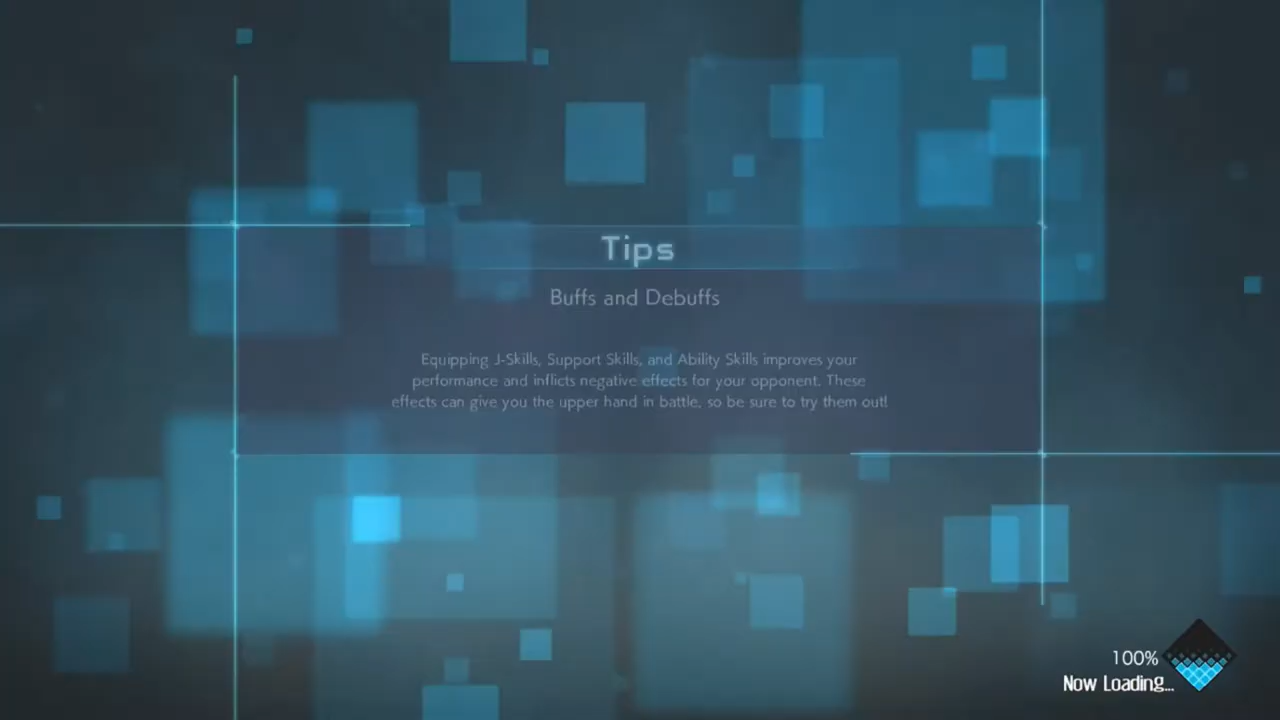 Tips
Buffs and Debuffs
Equipping J-Skills, Support Skills, and Ability Skills improves your
performance and inflicts negative effects for your opponent. These
effects can give you the upper hand in battle, so be sure to try them out!
100%
Now Loading...